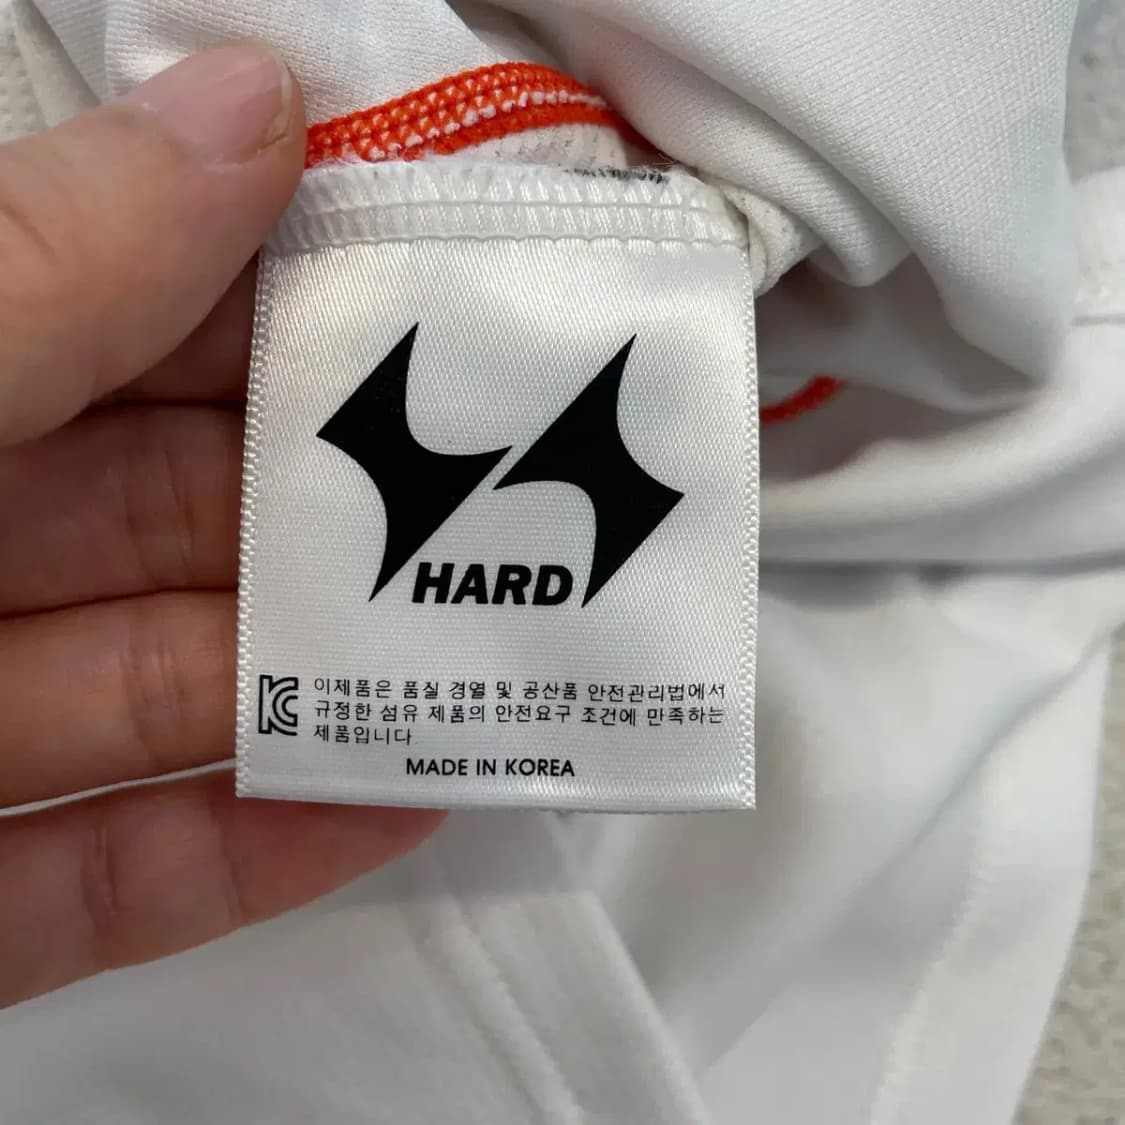 HARD
KC 이제품은 품질 경열 및 공산품 안전관리법에서
규정한 섬유 제품의 안전요구 조건에 만족하는
제품입니다
MADE IN KOREA